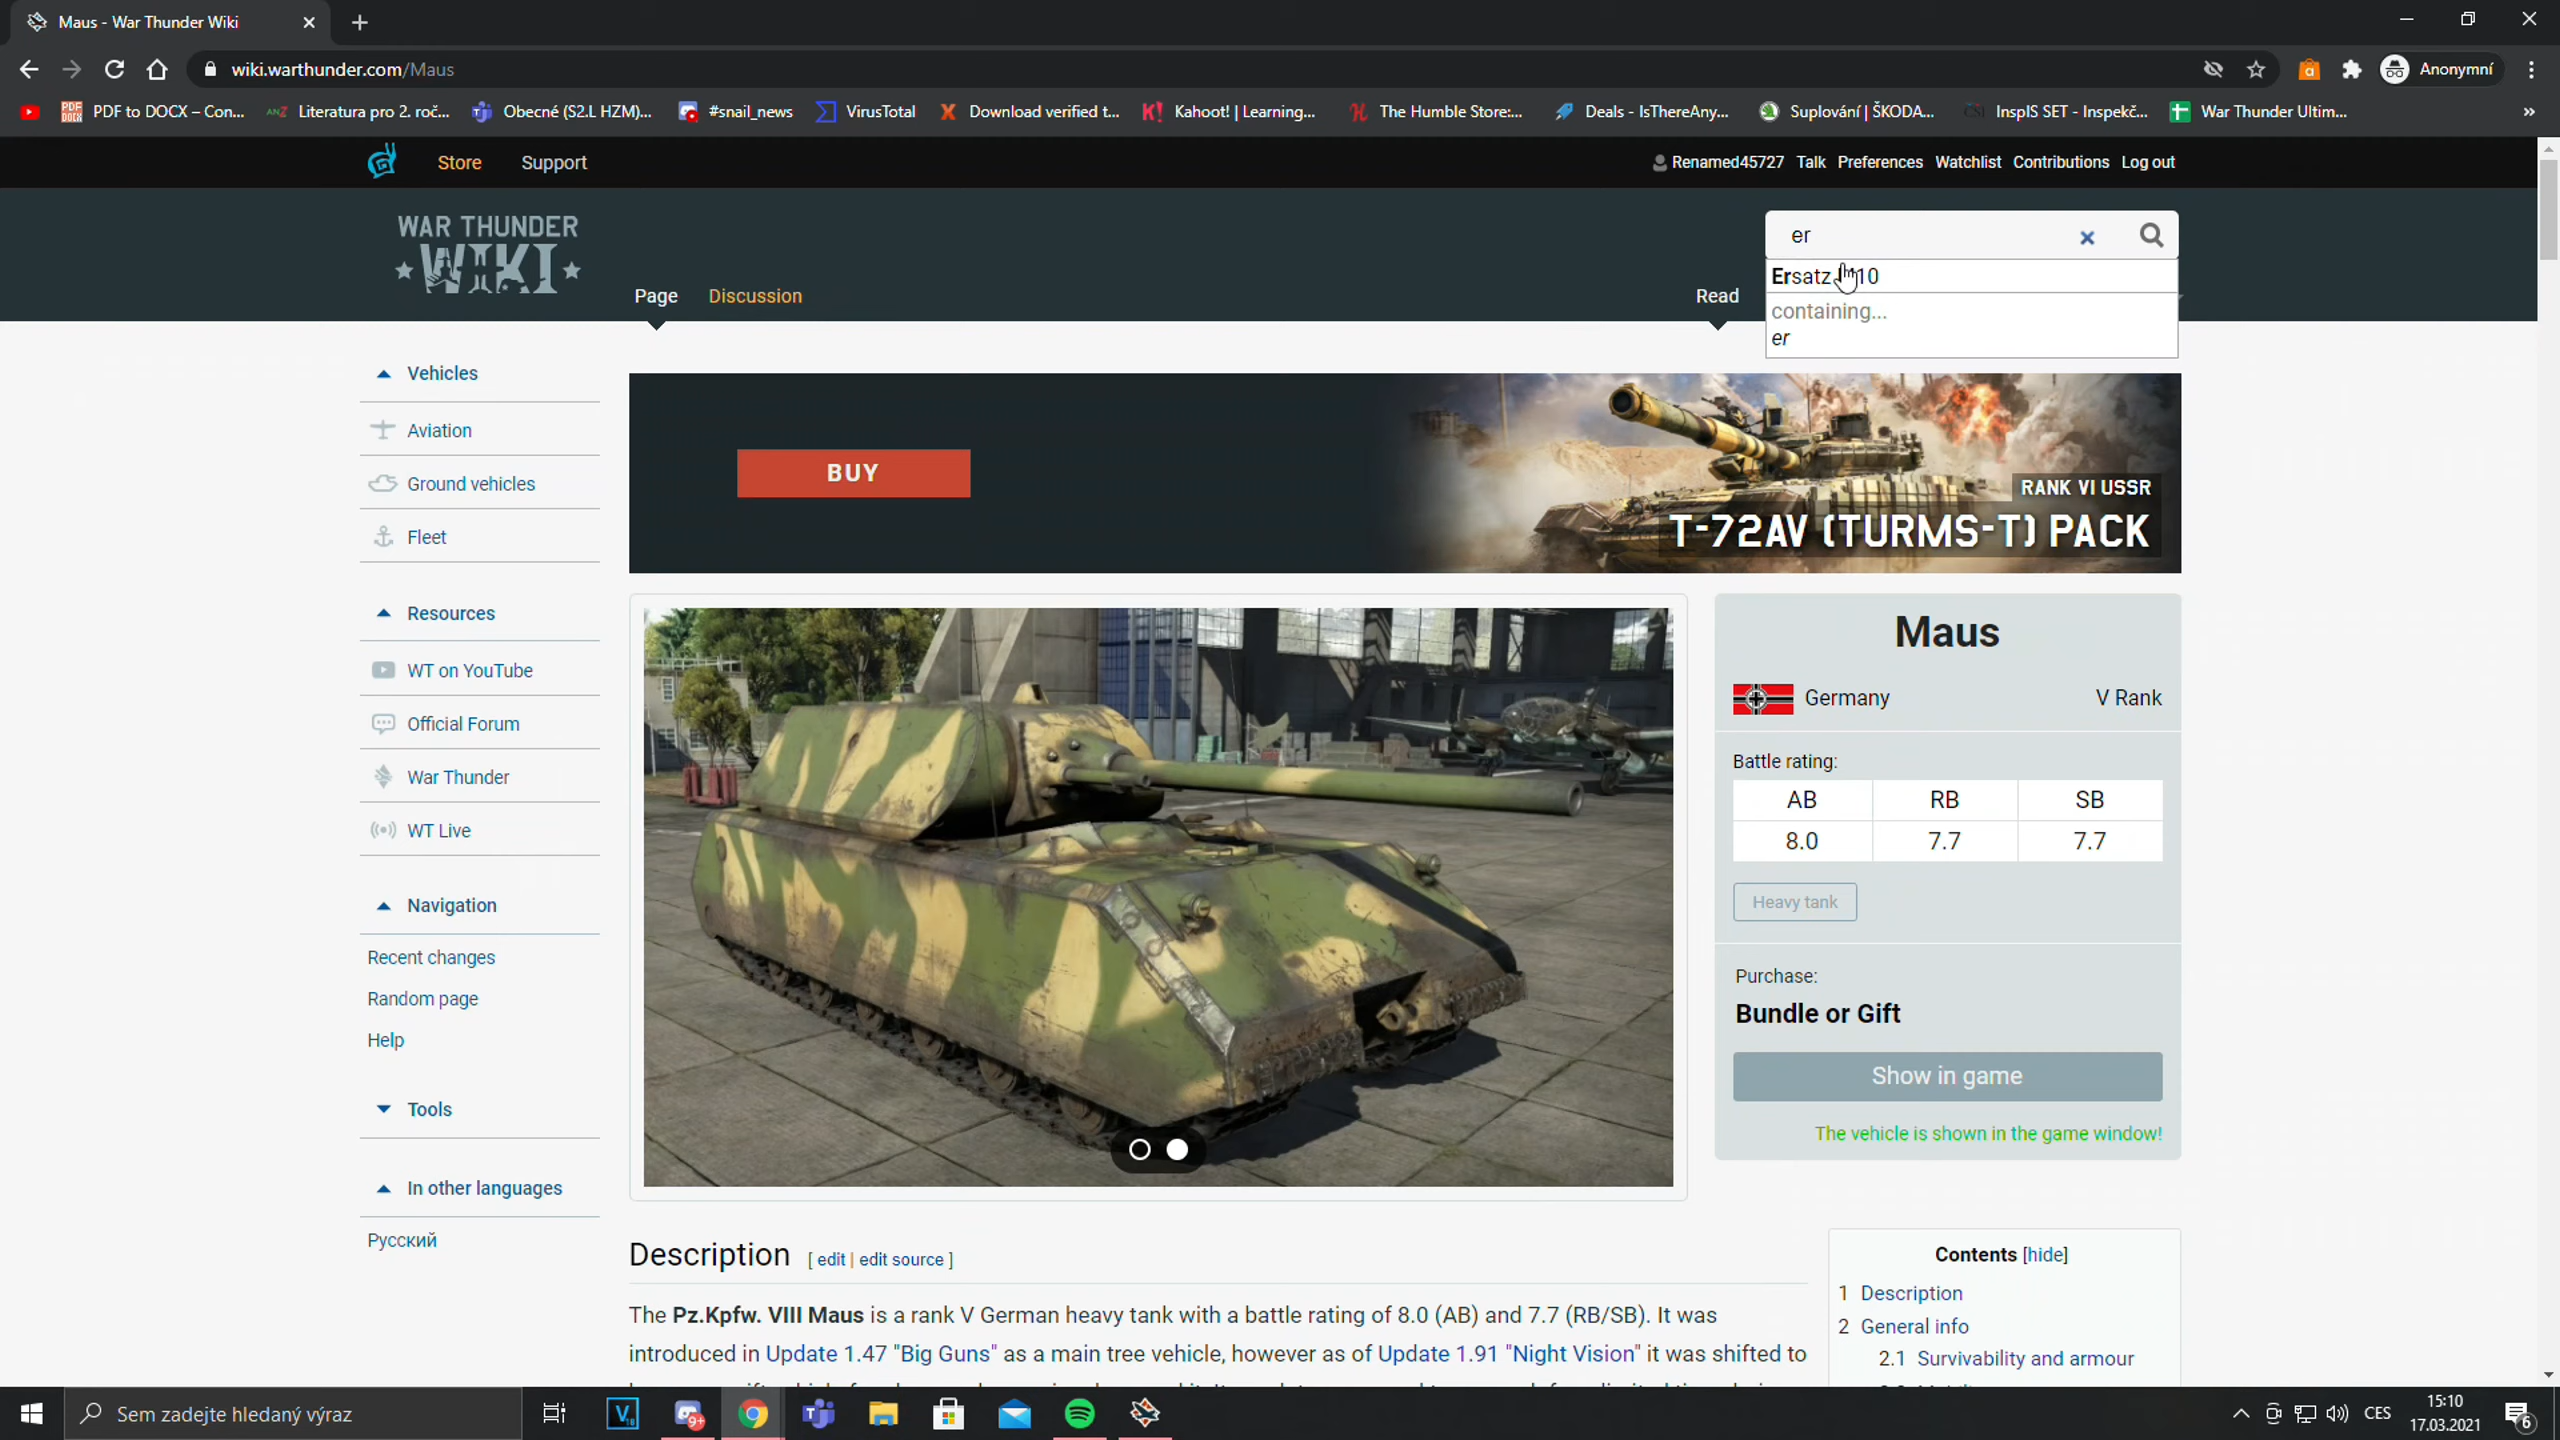 Maus - War Thunder Wiki
wiki.warthunder.com/Maus
Anonymní
PDF to DOCX – Con...
Literatura pro 2. roč...
Obecné (S2.L HZM)...
#snail_news
VirusTotal
Download verified t...
Kahoot! | Learning...
The Humble Store:...
Deals - IsThereAny...
Suplování | ŠKODA...
InspIS SET - Inspekč...
War Thunder Ultim...
Store
Support
Renamed45727
Talk
Preferences
Watchlist
Contributions
Log out
WAR THUNDER
WIKI
er
Page
Discussion
Read
containing...
er
Vehicles
Aviation
Ground vehicles
Fleet
Resources
WT on YouTube
Official Forum
War Thunder
WT Live
Navigation
Recent changes
Random page
Help
Tools
In other languages
Русский
BUY
RANK VI USSR
T-72AV (TURMS-T) PACK
Maus
Germany
V Rank
Battle rating:
AB RB SB
8.0 7.7 7.7
Heavy tank
Purchase:
Bundle or Gift
Show in game
The vehicle is shown in the game window!
Description [ edit | edit source ]
The Pz.Kpfw. VIII Maus is a rank V German heavy tank with a battle rating of 8.0 (AB) and 7.7 (RB/SB). It was
introduced in Update 1.47 "Big Guns" as a main tree vehicle, however as of Update 1.91 "Night Vision" it was shifted to
Contents [hide]
1 Description
2 General info
2.1 Survivability and armour
Sem zadejte hledaný výraz
CES
15:10
17.03.2021
6